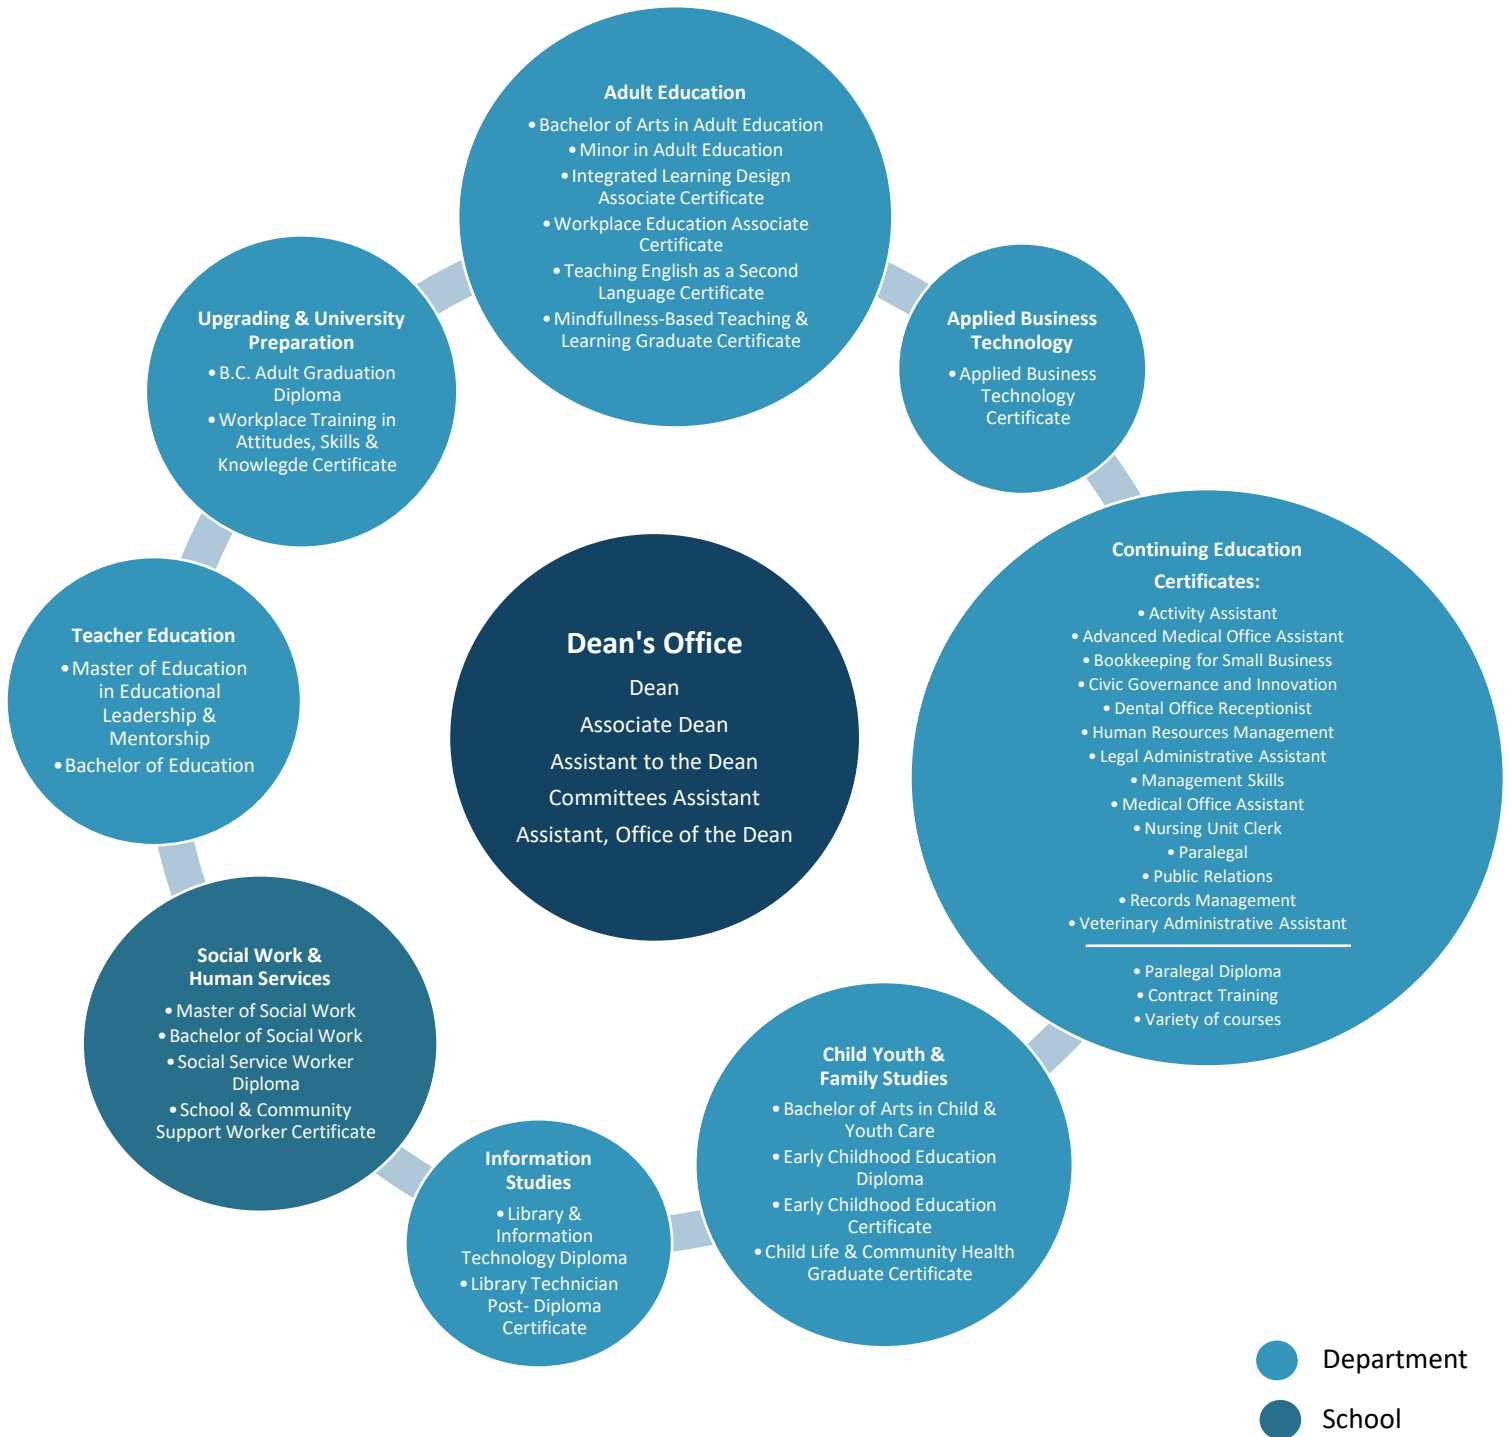 Adult Education
• Bachelor of Arts in Adult Education
• Minor in Adult Education
• Integrated Learning Design
Associate Certificate
• Workplace Education Associate
Certificate
• Teaching English as a Second
Language Certificate
• Mindfullness-Based Teaching &
Learning Graduate Certificate
Applied Business
Technology
• Applied Business
Technology
Certificate
Continuing Education
Certificates:
• Activity Assistant
• Advanced Medical Office Assistant
• Bookkeeping for Small Business
• Civic Governance and Innovation
• Dental Office Receptionist
• Human Resources Management
• Legal Administrative Assistant
• Management Skills
• Medical Office Assistant
• Nursing Unit Clerk
• Paralegal
• Public Relations
• Records Management
• Veterinary Administrative Assistant
• Paralegal Diploma
• Contract Training
• Variety of courses
Child Youth &
Family Studies
• Bachelor of Arts in Child &
Youth Care
• Early Childhood Education
Diploma
• Early Childhood Education
Certificate
• Child Life & Community Health
Graduate Certificate
Information
Studies
• Library &
Information
Technology Diploma
• Library Technician
Post- Diploma
Certificate
Social Work &
Human Services
• Master of Social Work
• Bachelor of Social Work
• Social Service Worker
Diploma
• School & Community
Support Worker Certificate
Teacher Education
• Master of Education
in Educational
Leadership &
Mentorship
• Bachelor of Education
Upgrading & University
Preparation
• B.C. Adult Graduation
Diploma
• Workplace Training in
Attitudes, Skills &
Knowlegde Certificate
Dean's Office
Dean
Associate Dean
Assistant to the Dean
Committees Assistant
Assistant, Office of the Dean
Department
School